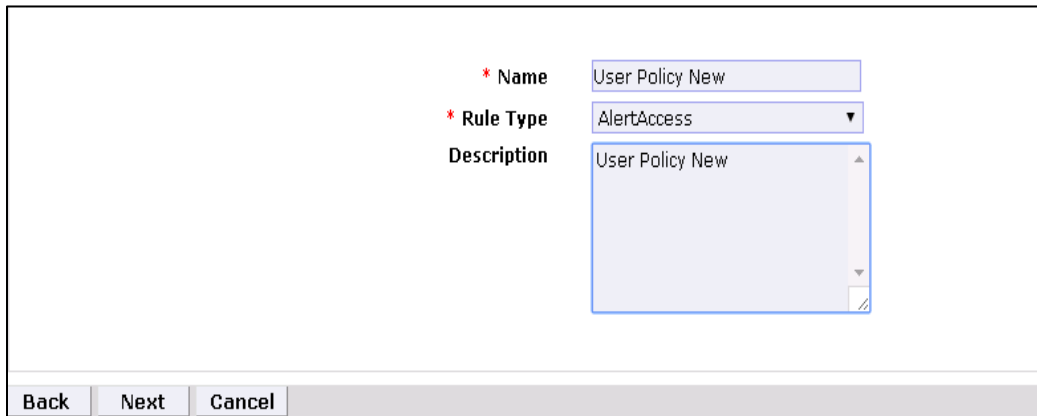 * Name User Policy New
* Rule Type AlertAccess
Description User Policy New
Back Next Cancel